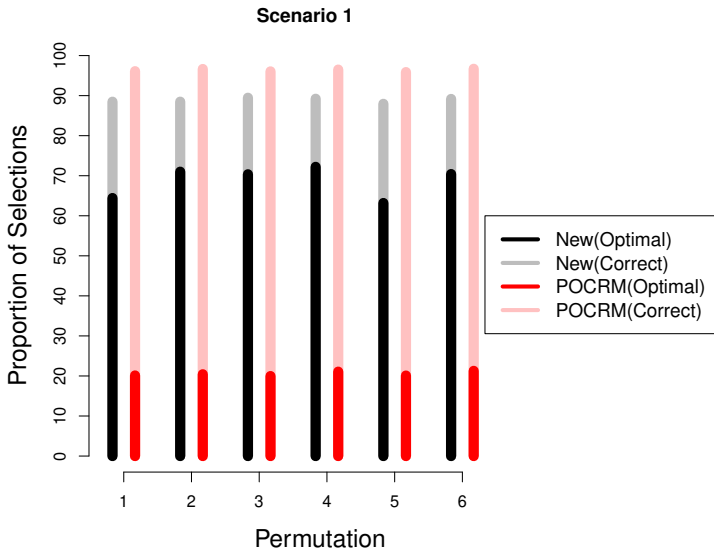 Scenario 1
Proportion of Selections
100
90
80
70
60
50
40
30
20
10
0
1 2 3 4 5 6
Permutation
New(Optimal)
New(Correct)
POCRM(Optimal)
POCRM(Correct)